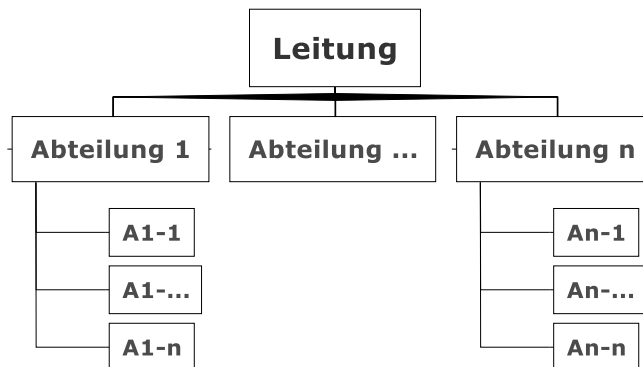 Leitung
Abteilung 1
Abteilung ...
Abteilung n
A1-1
A1-...
A1-n
An-1
An-...
An-n